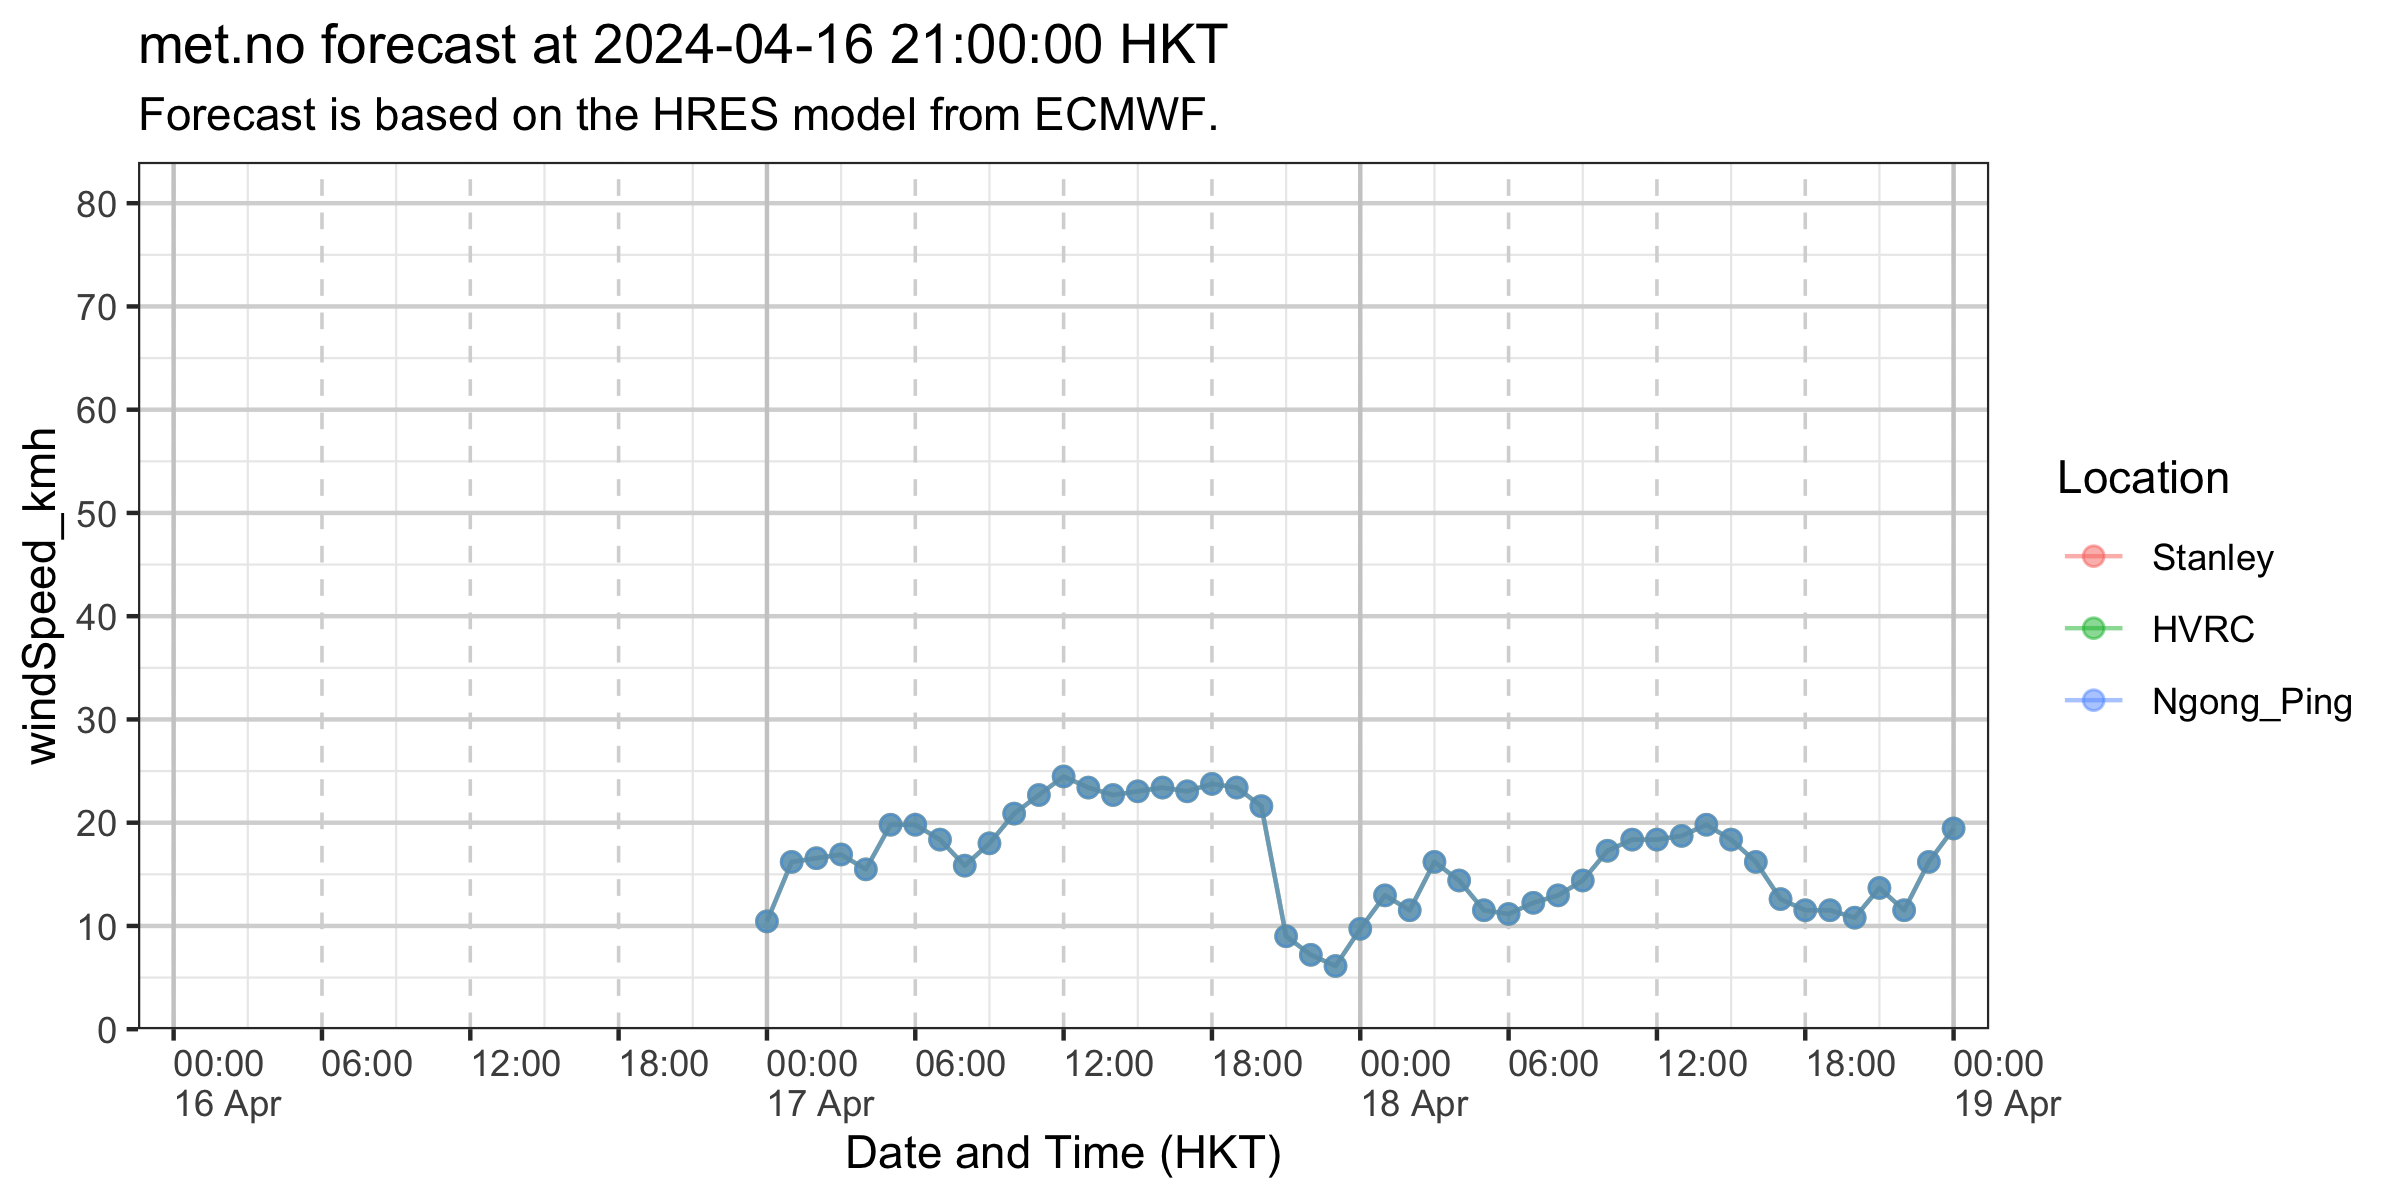 met.no forecast at 2024-04-16 21:00:00 HKT
Forecast is based on the HRES model from ECMWF.
windSpeed_kmh
80
70
60
50
40
30
20
10
0
00:00 06:00 12:00 18:00 00:00 06:00 12:00 18:00 00:00 06:00 12:00 18:00 00:00
16 Apr 17 Apr 18 Apr 19 Apr
Date and Time (HKT)
Location
Stanley
HVRC
Ngong_Ping